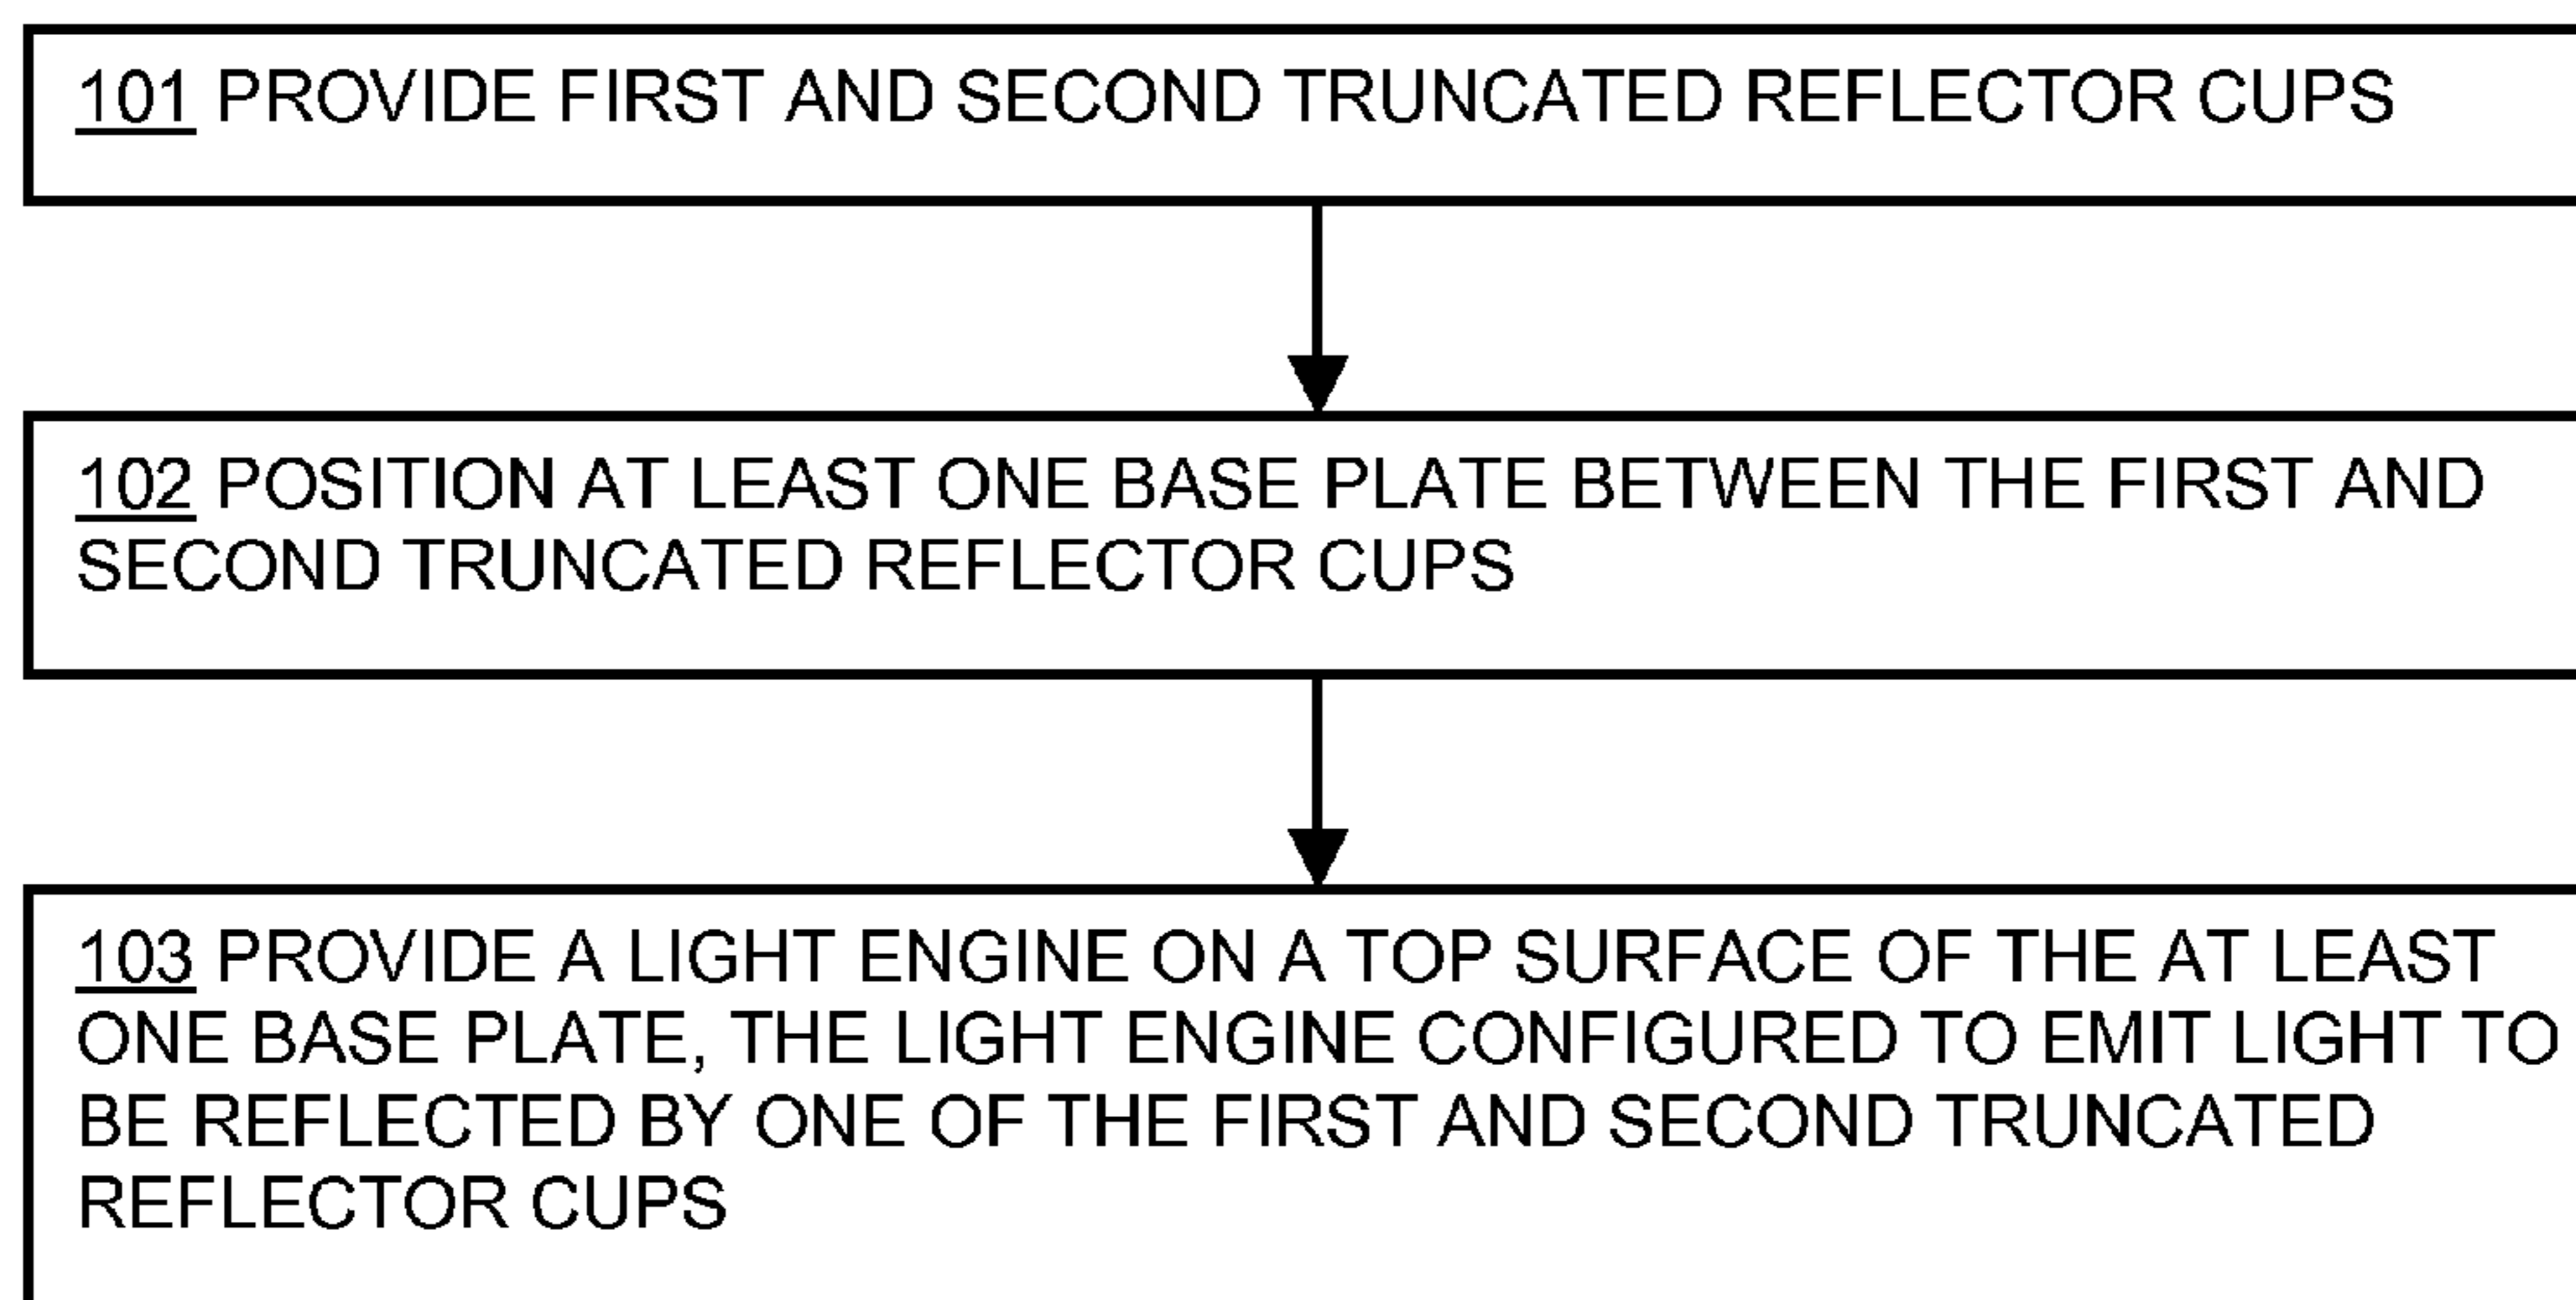 101 PROVIDE FIRST AND SECOND TRUNCATED REFLECTOR CUPS
102 POSITION AT LEAST ONE BASE PLATE BETWEEN THE FIRST AND
SECOND TRUNCATED REFLECTOR CUPS
103 PROVIDE A LIGHT ENGINE ON A TOP SURFACE OF THE AT LEAST
ONE BASE PLATE, THE LIGHT ENGINE CONFIGURED TO EMIT LIGHT TO
BE REFLECTED BY ONE OF THE FIRST AND SECOND TRUNCATED
REFLECTOR CUPS